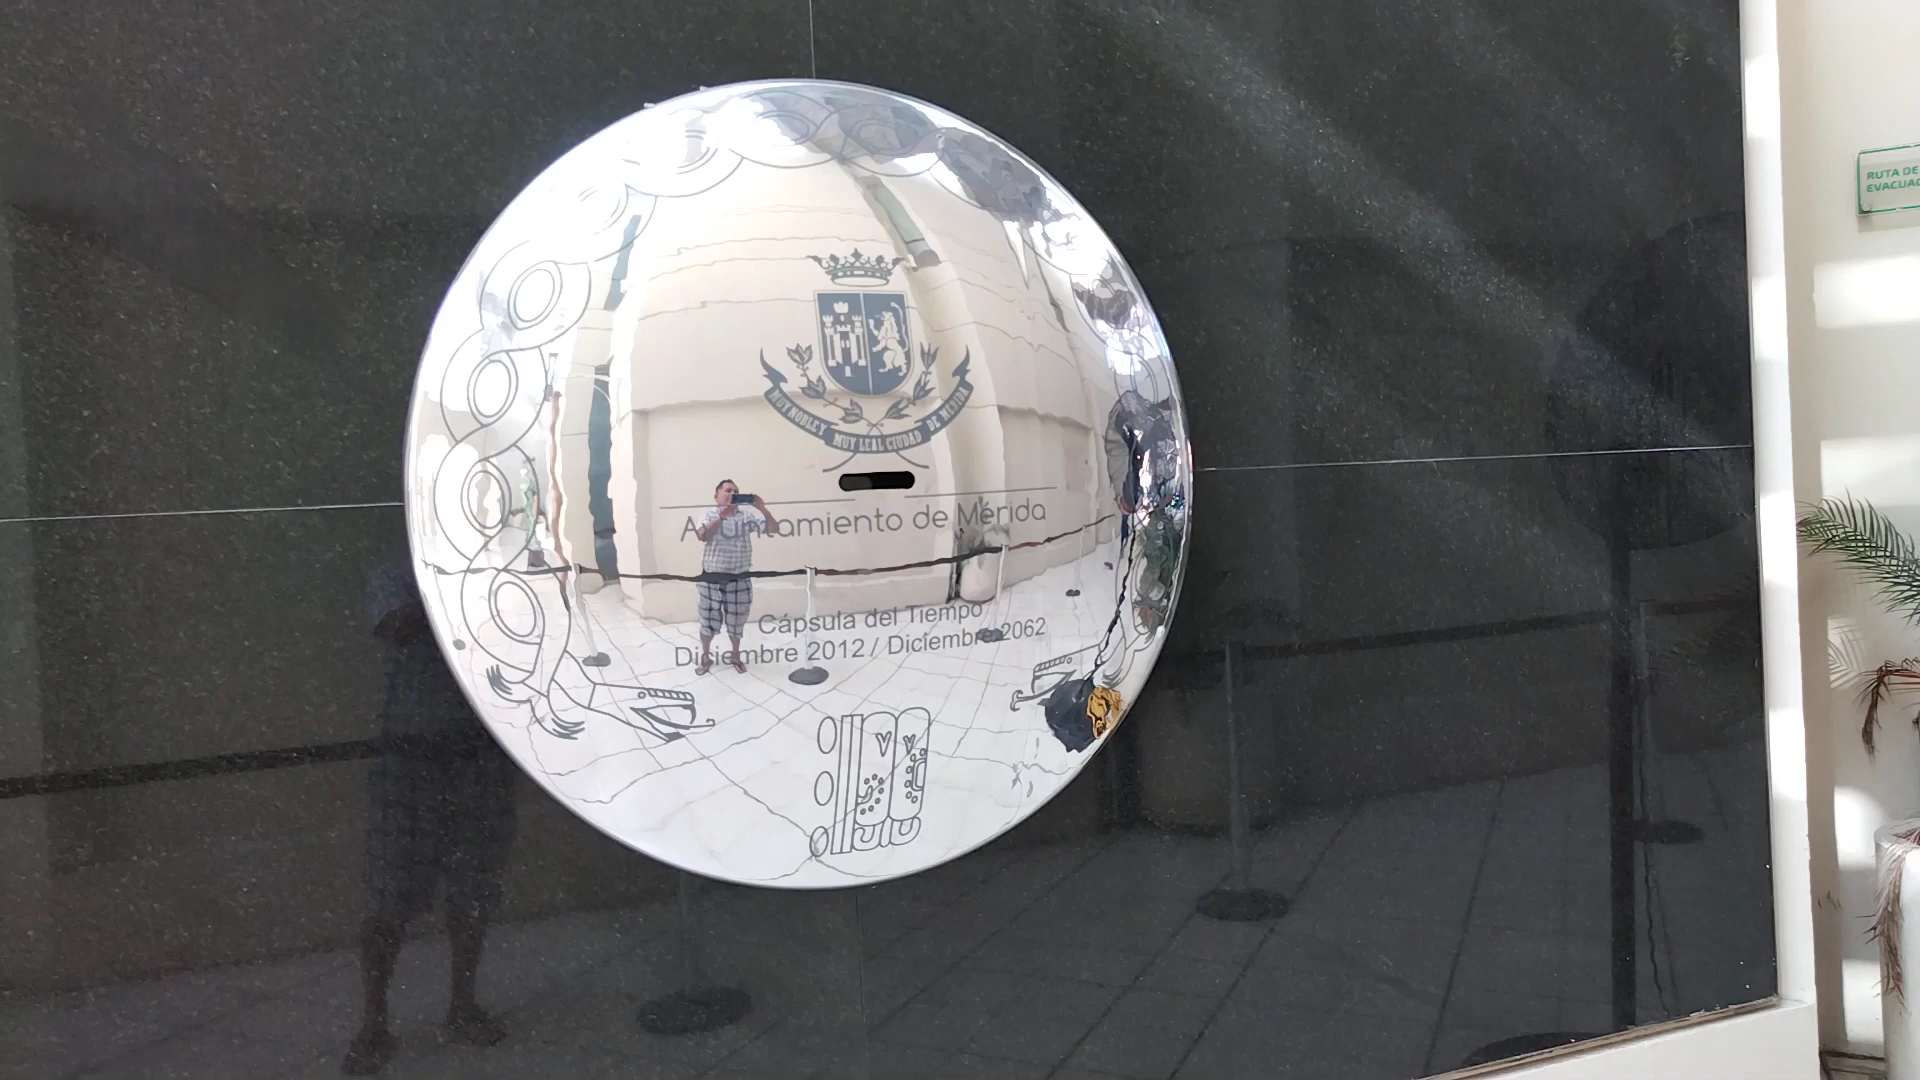 MUY NOBLE Y MUY LEAL CIUDAD DE MERIDA
Ayuntamiento de Mérida
Cápsula del Tiempo
Diciembre 2012 / Diciembre 2062
RUTA DE